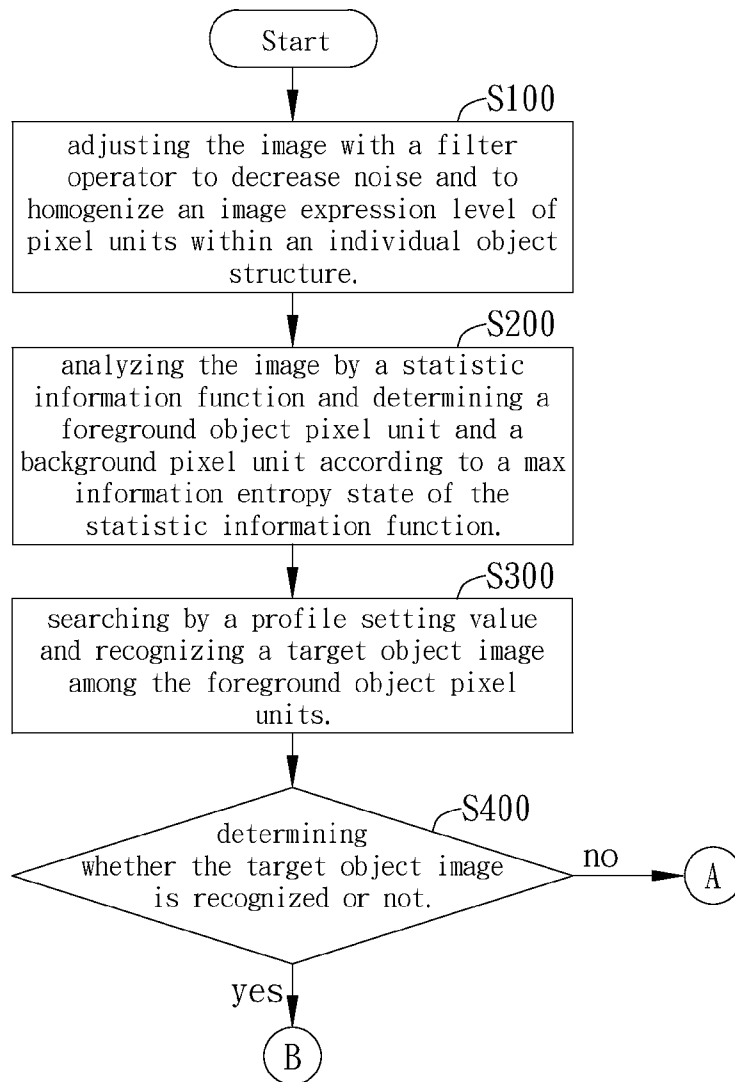 Start
S100
adjusting the image with a filter
operator to decrease noise and to
homogenize an image expression level of
pixel units within an individual object
structure.
S200
analyzing the image by a statistic
information function and determining a
foreground object pixel unit and a
background pixel unit according to a max
information entropy state of the
statistic information function.
S300
searching by a profile setting value
and recognizing a target object image
among the foreground object pixel
units.
S400
determining
whether the target object image
is recognized or not.
no
A
yes
B